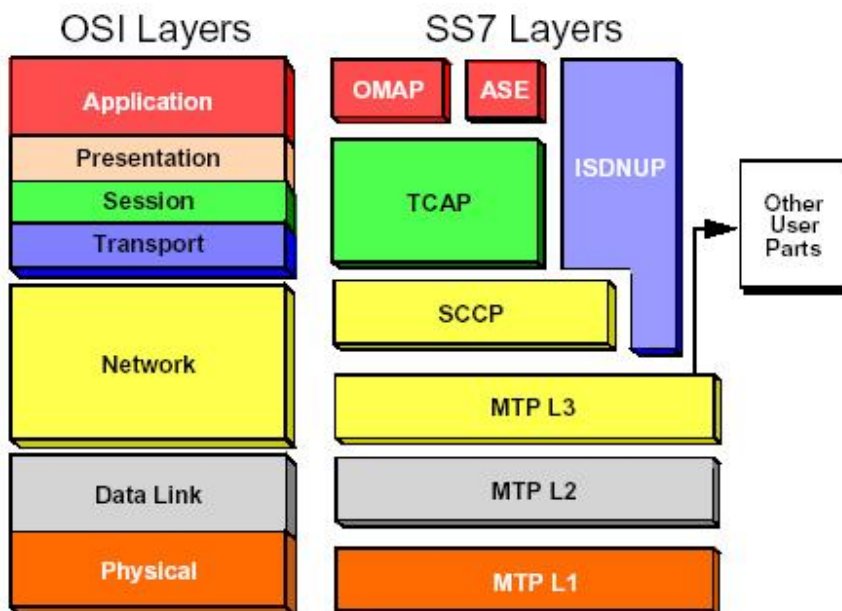 OSI Layers
SS7 Layers
Application
Presentation
Session
Transport
Network
Data Link
Physical
OMAP
ASE
ISDNUP
TCAP
SCCP
MTP L3
MTP L2
MTP L1
Other
User
Parts